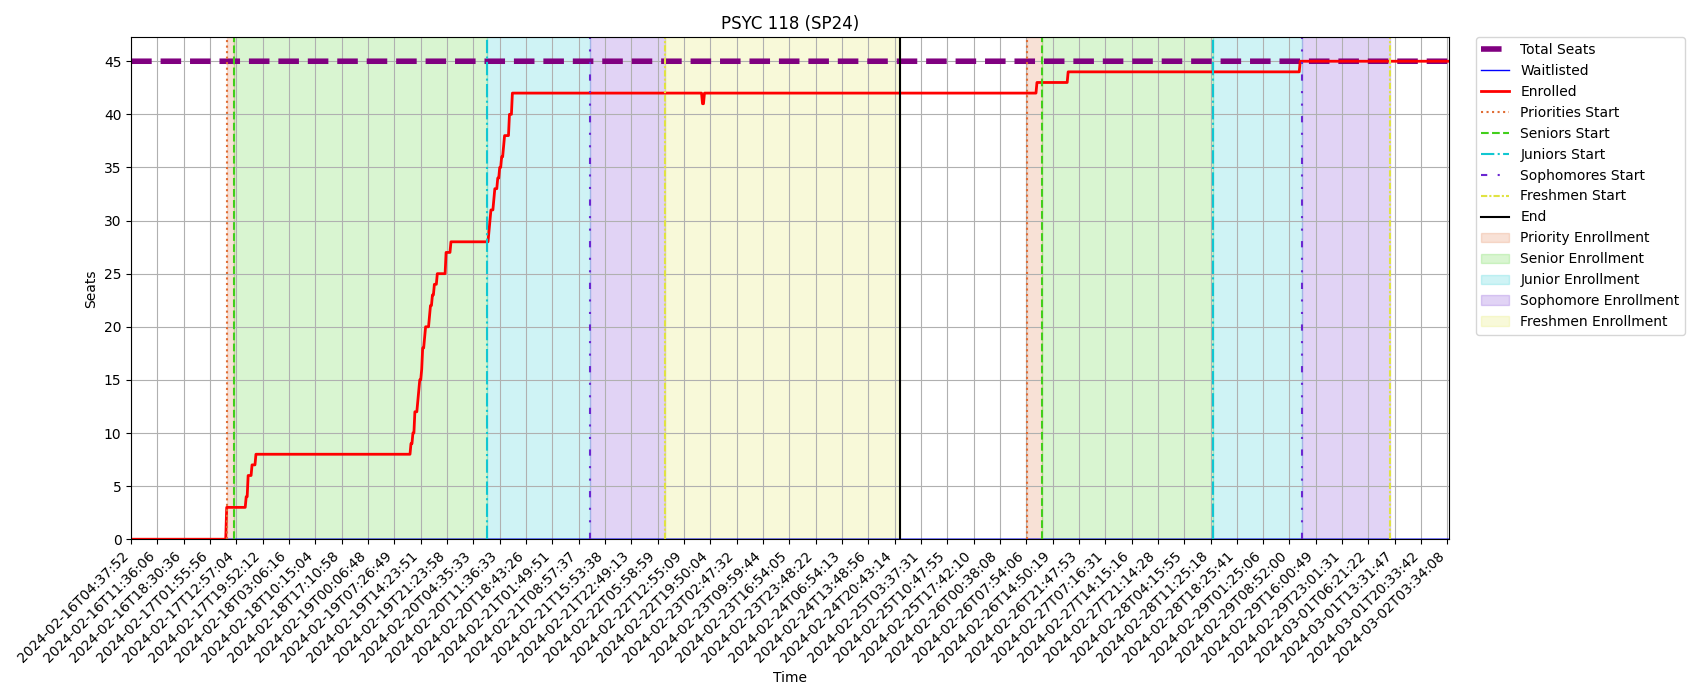 PSYC 118 (SP24)
Seats
45
40
35
30
25
20
15
10
5
0
2024-02-16T04:37:52
2024-02-16T11:36:06
2024-02-16T18:30:36
2024-02-17T01:55:56
2024-02-17T12:57:04
2024-02-17T19:52:12
2024-02-18T03:06:16
2024-02-18T10:15:04
2024-02-18T17:10:58
2024-02-19T00:06:48
2024-02-19T07:26:49
2024-02-19T14:23:51
2024-02-19T21:23:58
2024-02-20T04:35:33
2024-02-20T11:36:33
2024-02-20T18:43:26
2024-02-21T01:49:51
2024-02-21T08:57:37
2024-02-21T15:53:38
2024-02-21T22:49:13
2024-02-22T05:58:59
2024-02-22T12:55:09
2024-02-22T19:50:04
2024-02-23T02:47:32
2024-02-23T09:59:44
2024-02-23T16:54:05
2024-02-23T23:48:22
2024-02-24T06:54:13
2024-02-24T13:48:56
2024-02-24T20:43:14
2024-02-25T03:37:31
2024-02-25T10:47:55
2024-02-25T17:42:10
2024-02-26T00:38:08
2024-02-26T07:54:06
2024-02-26T14:50:19
2024-02-26T21:47:53
2024-02-27T07:16:31
2024-02-27T14:15:16
2024-02-27T21:14:28
2024-02-28T04:15:55
2024-02-28T11:25:18
2024-02-28T18:25:41
2024-02-29T01:25:06
2024-02-29T08:52:00
2024-02-29T16:00:49
2024-02-29T23:01:31
2024-03-01T06:21:22
2024-03-01T13:31:47
2024-03-01T20:33:42
2024-03-02T03:34:08
Time
Total Seats
Waitlisted
Enrolled
Priorities Start
Seniors Start
Juniors Start
Sophomores Start
Freshmen Start
End
Priority Enrollment
Senior Enrollment
Junior Enrollment
Sophomore Enrollment
Freshmen Enrollment